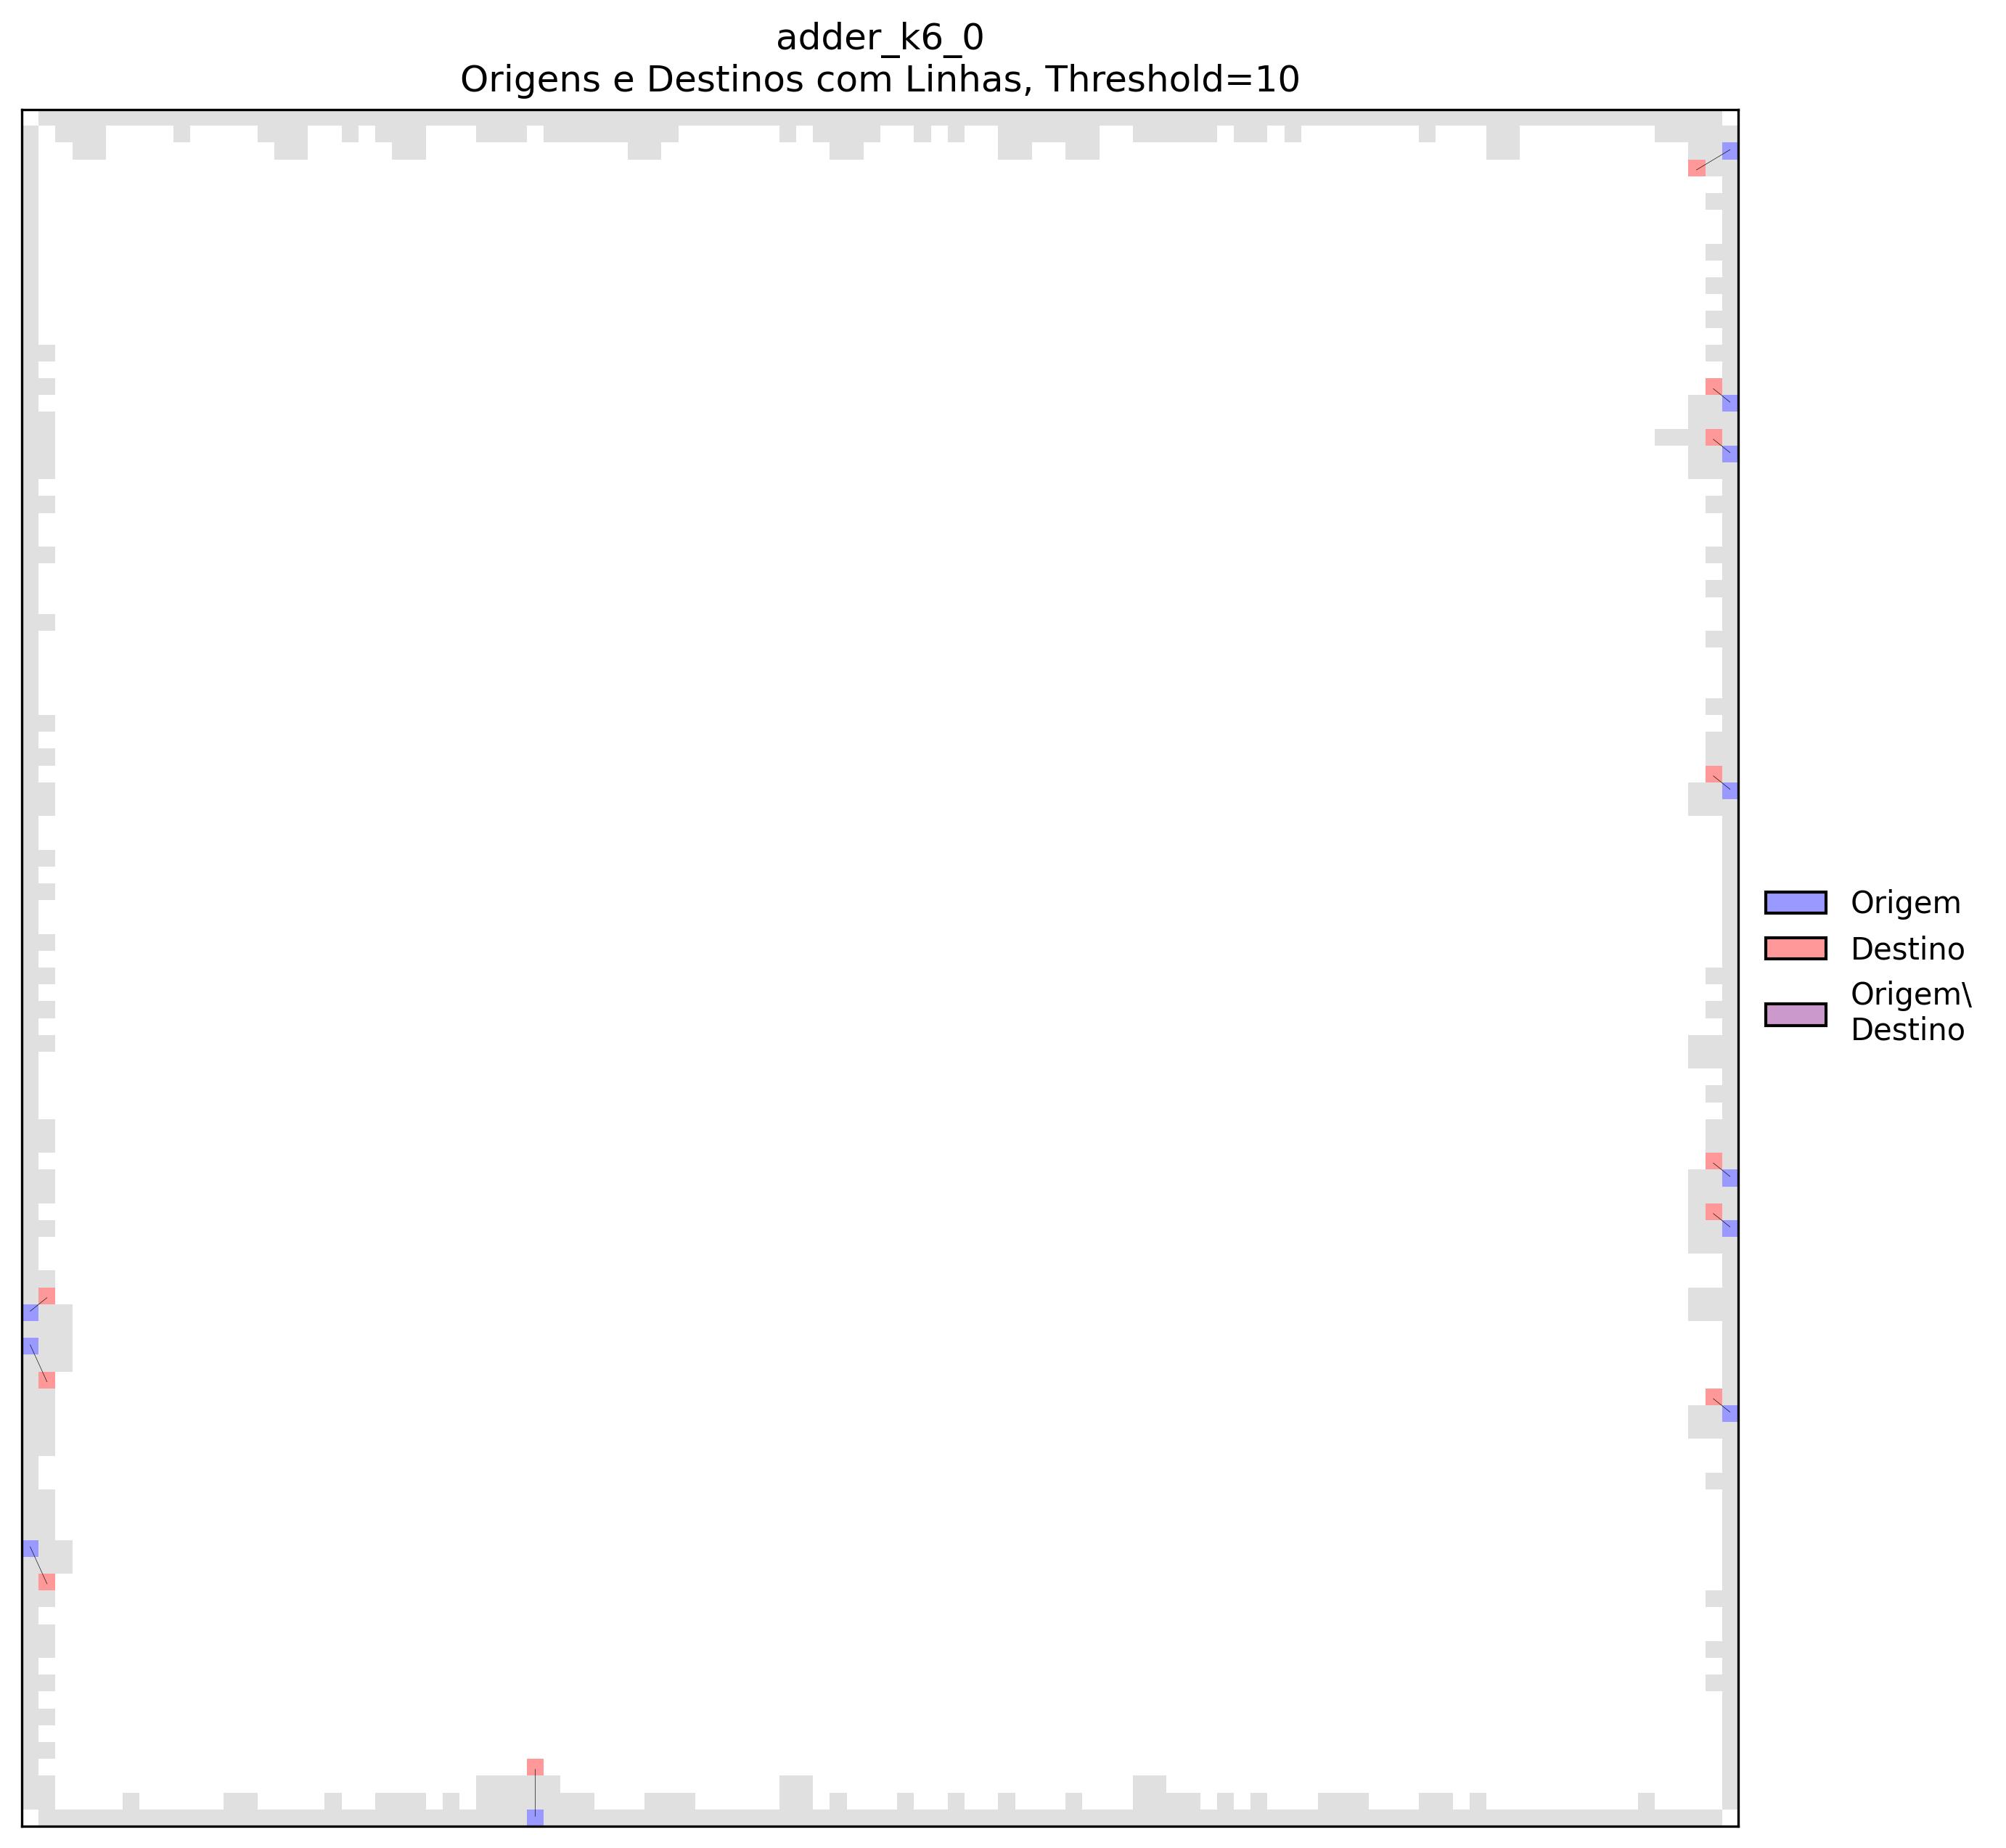 adder_k6_0
Origens e Destinos com Linhas, Threshold=10
Origem
Destino
Origem\
Destino